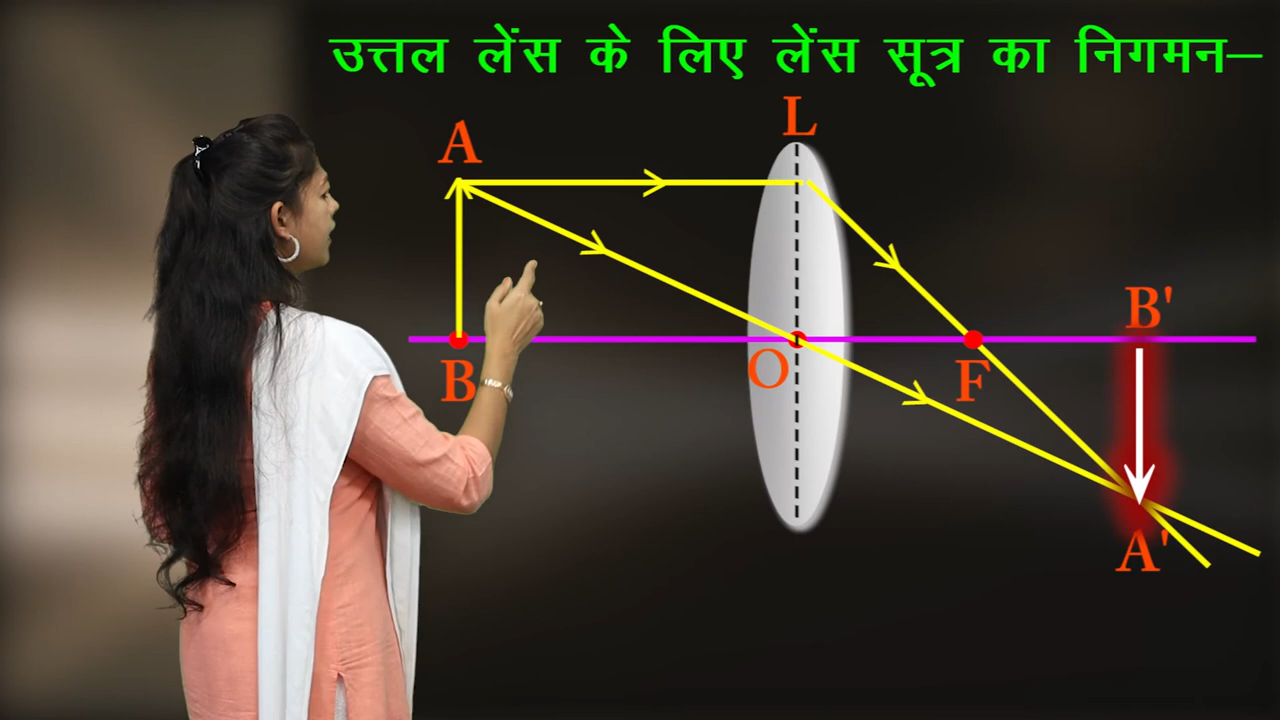 उत्तल लेंस के लिए लेंस सूत्र का निगमन–
L
A
B'
B
O
F
A'